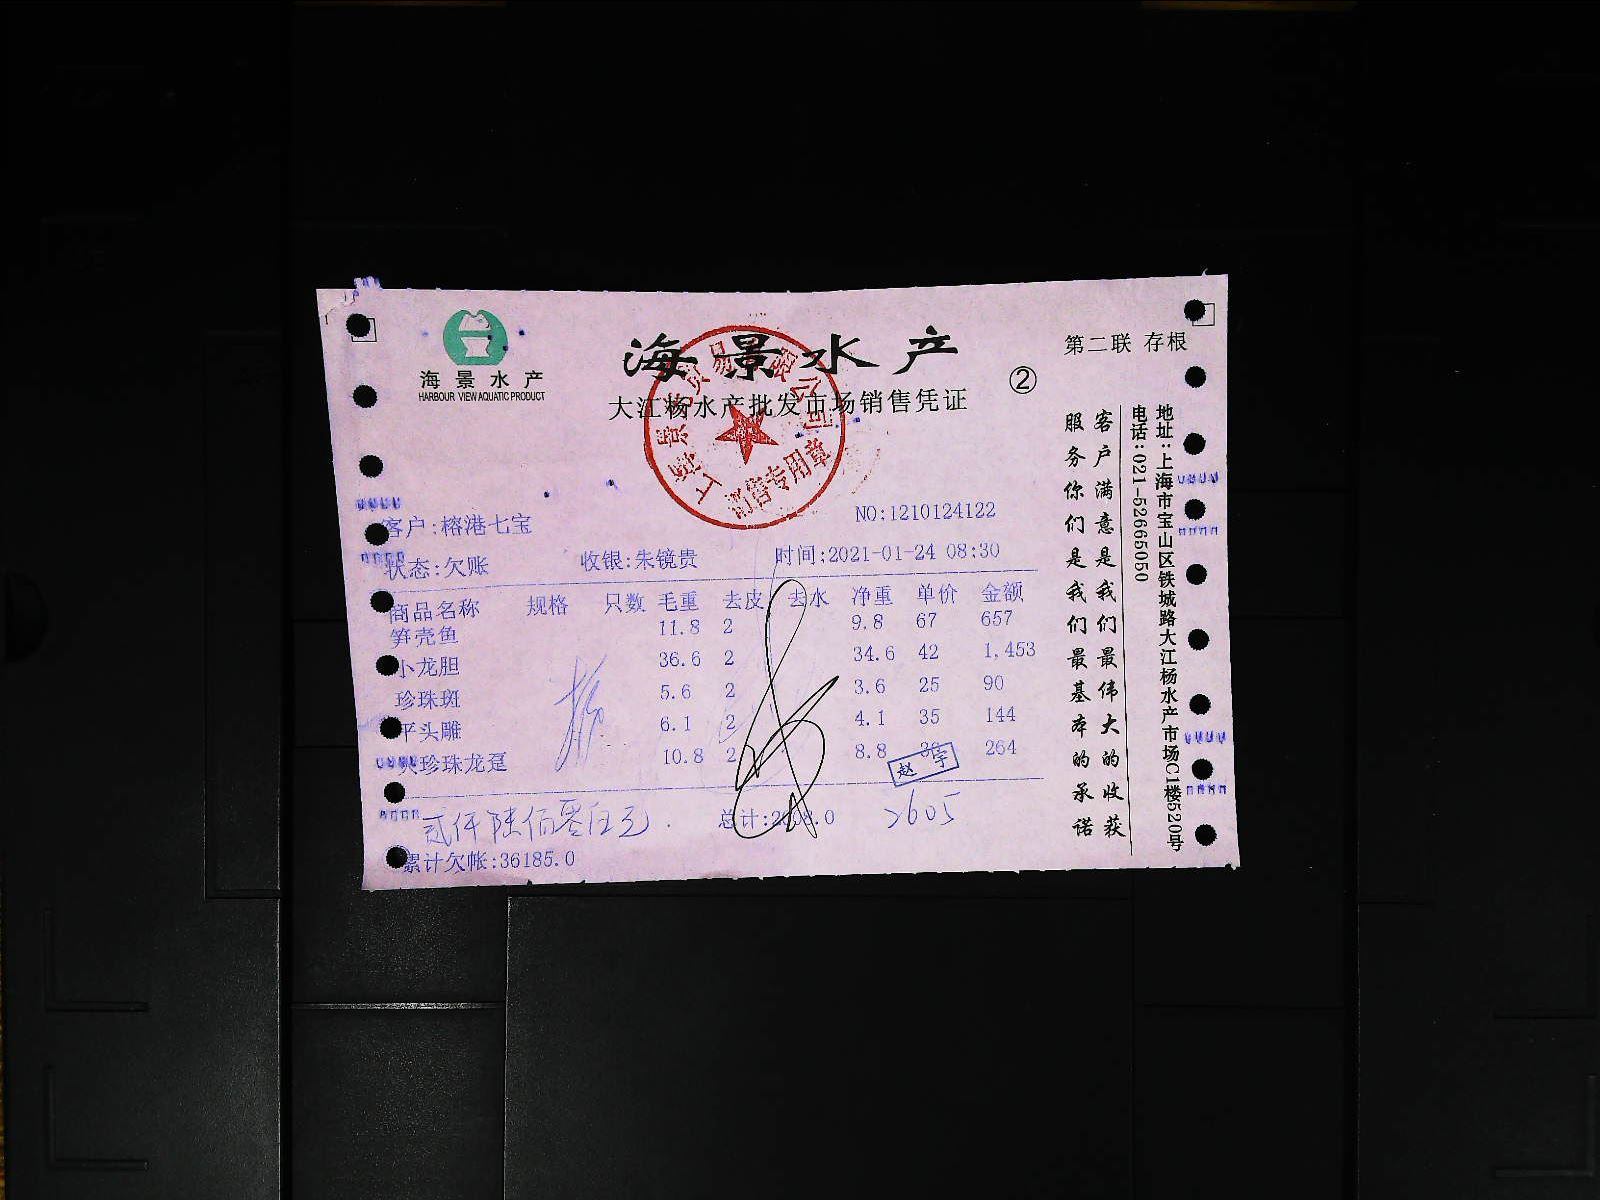 海景水产
HARBOUR VIEW AQUATIC PRODUCT
海景水产
大江杨水产批发市场销售凭证
②
第二联 存根
销售专用章
客户:榕港七宝
NO:1210124122
状态:欠账 收银:朱镜贵 时间:2021-01-24 08:30
商品名称 规格 只数 毛重 去皮 去水 净重 单价 金额
笋壳鱼 11.8 2 9.8 67 657
小龙胆 36.6 2 34.6 42 1,453
珍珠斑 5.6 2 3.6 25 90
平头雕 6.1 2 4.1 35 144
珍珠龙趸 10.8 2 8.8 264
赵宇
贰仟陆佰零伍元
总计: 2605
累计欠帐:36185.0
客户满意是我们最伟大的收获
服务你们是我们最基本的承诺
地址:上海市宝山区铁城路大江杨水产市场C1楼520号
电话:021-52665050